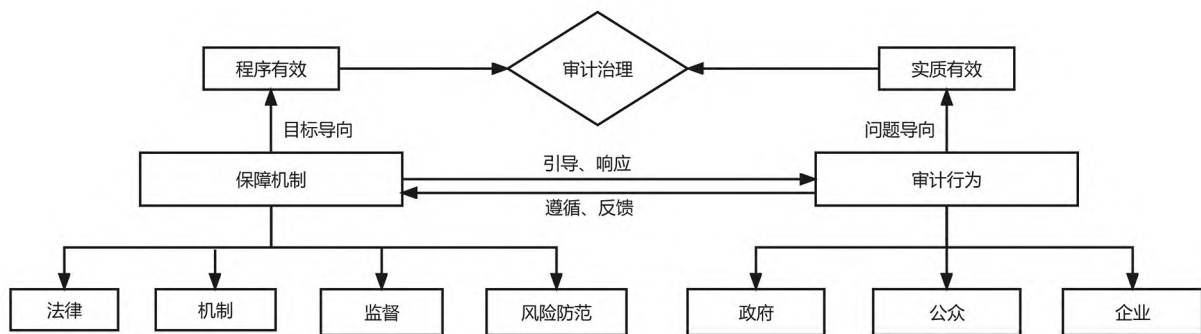 程序有效
审计治理
实质有效
目标导向
问题导向
保障机制
引导、响应
审计行为
遵循、反馈
法律
机制
监督
风险防范
政府
公众
企业